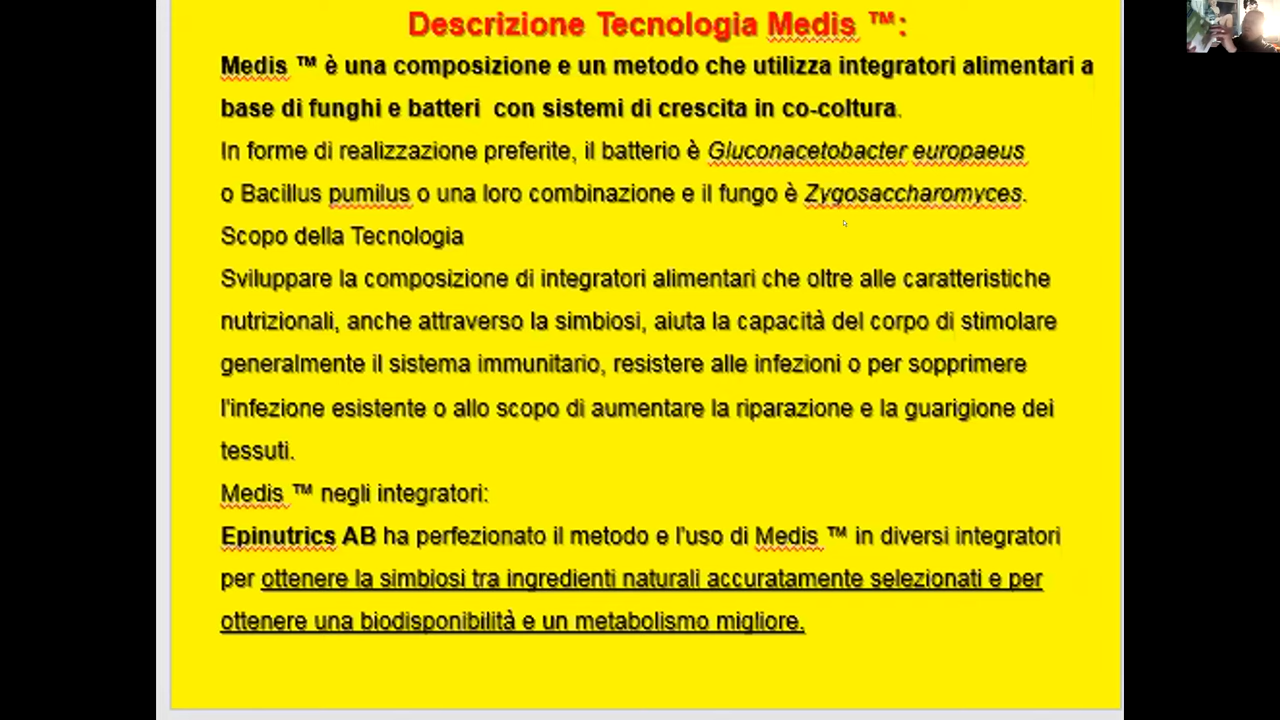 Descrizione Tecnologia Medis ™:
Medis ™ è una composizione e un metodo che utilizza integratori alimentari a
base di funghi e batteri con sistemi di crescita in co-coltura.
In forme di realizzazione preferite, il batterio è Gluconacetobacter europaeus
o Bacillus pumilus o una loro combinazione e il fungo è Zygosaccharomyces.
Scopo della Tecnologia
Sviluppare la composizione di integratori alimentari che oltre alle caratteristiche
nutrizionali, anche attraverso la simbiosi, aiuta la capacità del corpo di stimolare
generalmente il sistema immunitario, resistere alle infezioni o per sopprimere
l'infezione esistente o allo scopo di aumentare la riparazione e la guarigione dei
tessuti.
Medis ™ negli integratori:
Epinutrics AB ha perfezionato il metodo e l'uso di Medis ™ in diversi integratori
per ottenere la simbiosi tra ingredienti naturali accuratamente selezionati e per
ottenere una biodisponibilità e un metabolismo migliore.